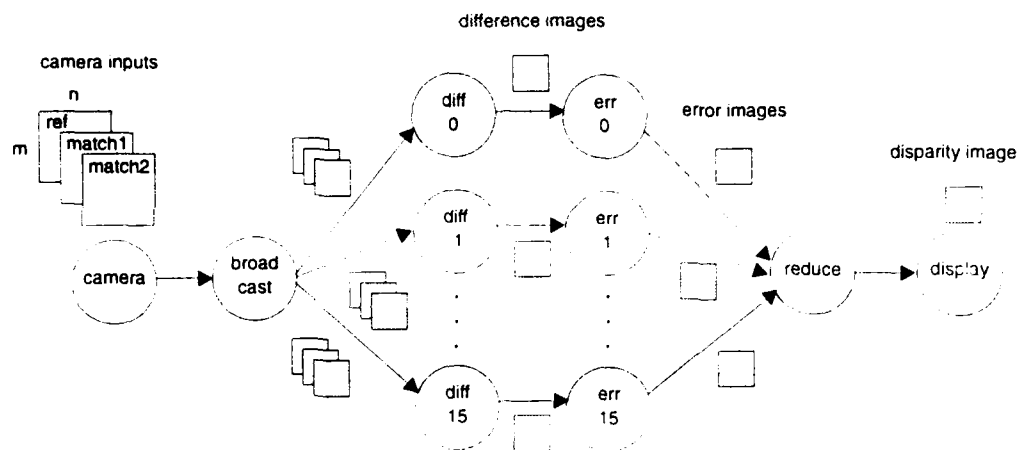 difference images
camera inputs
n
ref
m
match1
match2
diff
0
err
0
error images
disparity image
diff
1
err
1
camera
broad
cast
reduce
display
diff
15
err
15